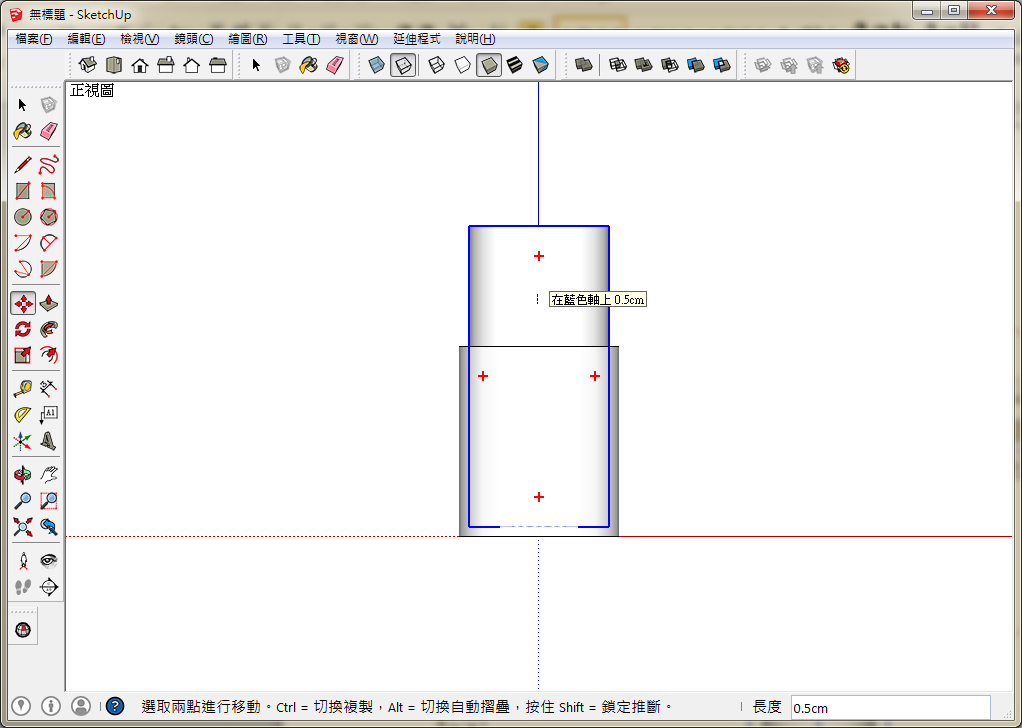 無標題 - SketchUp
檔案(F) 編輯(E) 檢視(V) 鏡頭(C) 繪圖(R) 工具(T) 視窗(W) 延伸程式 說明(H)
正視圖
在藍色軸上 0.5cm
A1
選取兩點進行移動。Ctrl = 切換複製，Alt = 切換自動摺疊，按住 Shift = 鎖定推斷。
長度 0.5cm